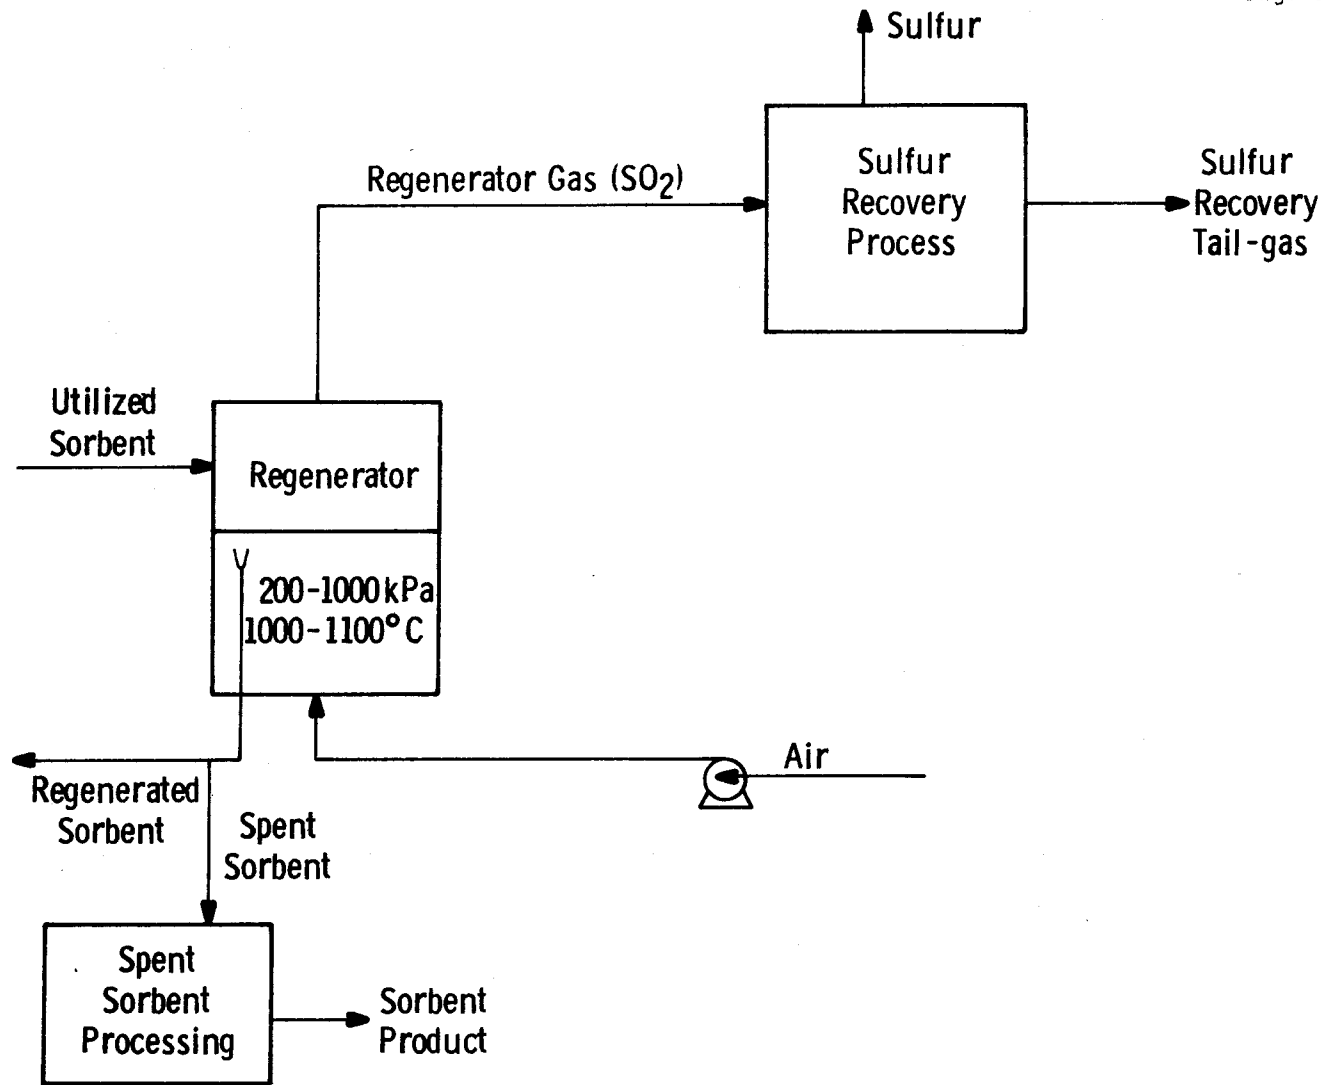 Sulfur
Regenerator Gas (SO2)
Sulfur
Recovery
Process
Sulfur
Recovery
Tail-gas
Utilized
Sorbent
Regenerator
200-1000 kPa
1000-1100° C
Air
Regenerated
Sorbent
Spent
Sorbent
Spent
Sorbent
Processing
Sorbent
Product